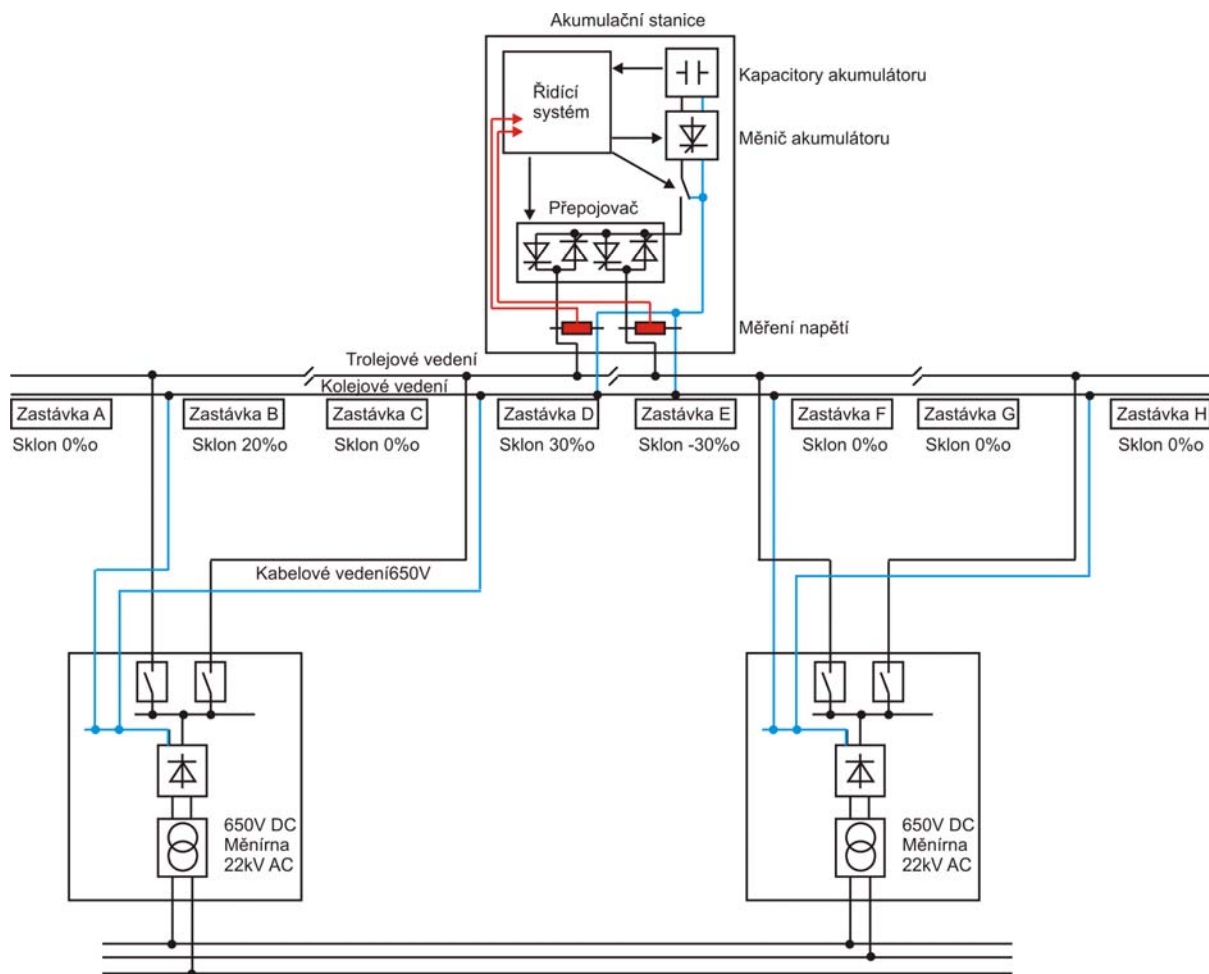 Akumulační stanice
Kapacitory akumulátoru
Řidící
systém
Měnič akumulátoru
Přepojovač
Měření napětí
Trolejové vedení
Kolejové vedení
Zastávka A
Zastávka B
Zastávka C
Zastávka D
Zastávka E
Zastávka F
Zastávka G
Zastávka H
Sklon 0%o
Sklon 20%o
Sklon 0%o
Sklon 30%o
Sklon -30%o
Sklon 0%o
Sklon 0%o
Sklon 0%o
Kabelové vedení650V
650V DC
Měnírna
22kV AC
650V DC
Měnírna
22kV AC